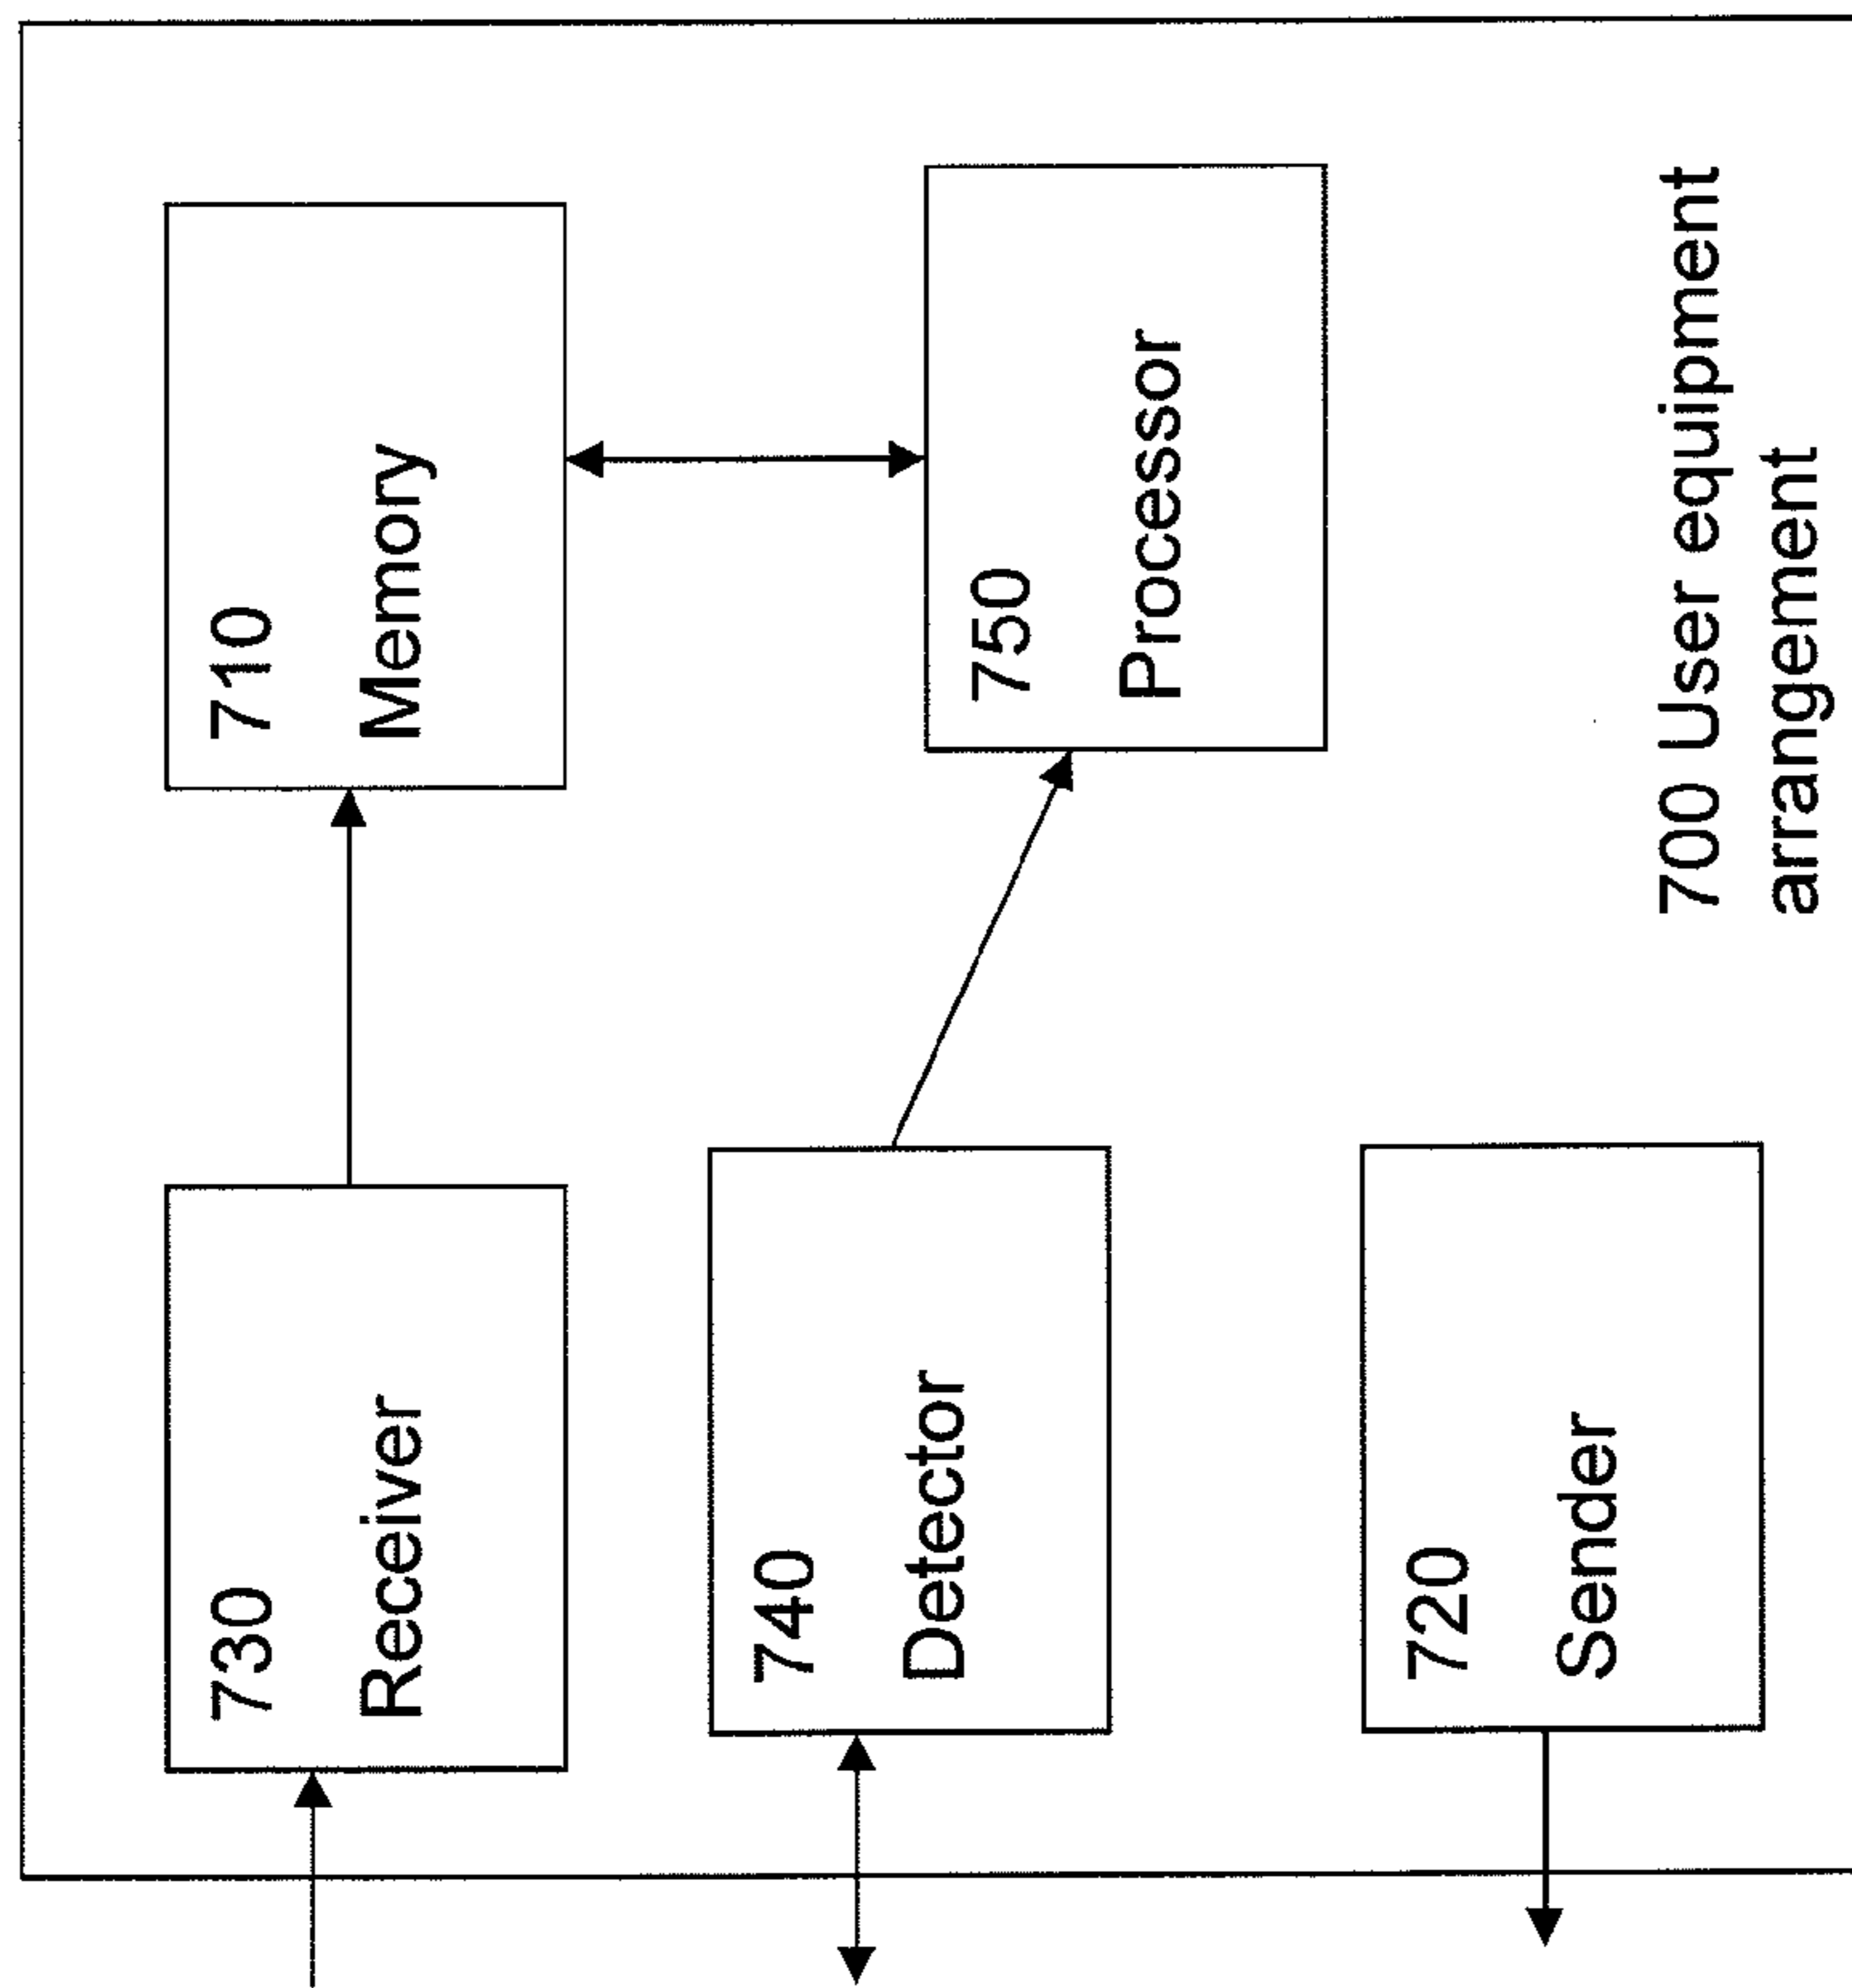 730
Receiver
710
Memory
740
Detector
750
Processor
720
Sender
700 User equipment
arrangement